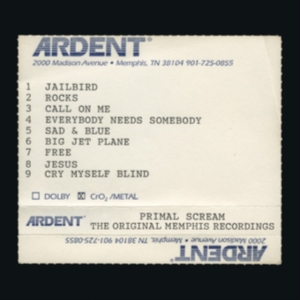 ARDENT®
2000 Madison Avenue • Memphis, TN 38104 901-725-0855
1 JAILBIRD
2 ROCKS
3 CALL ON ME
4 EVERYBODY NEEDS SOMEBODY
5 SAD & BLUE
6 BIG JET PLANE
7 FREE
8 JESUS
9 CRY MYSELF BLIND
☐ DOLBY ☒ CrO₂/METAL
ARDENT® PRIMAL SCREAM
THE ORIGINAL MEMPHIS RECORDINGS
ARDENT®
2000 Madison Avenue • Memphis, TN 38104 901-725-0855